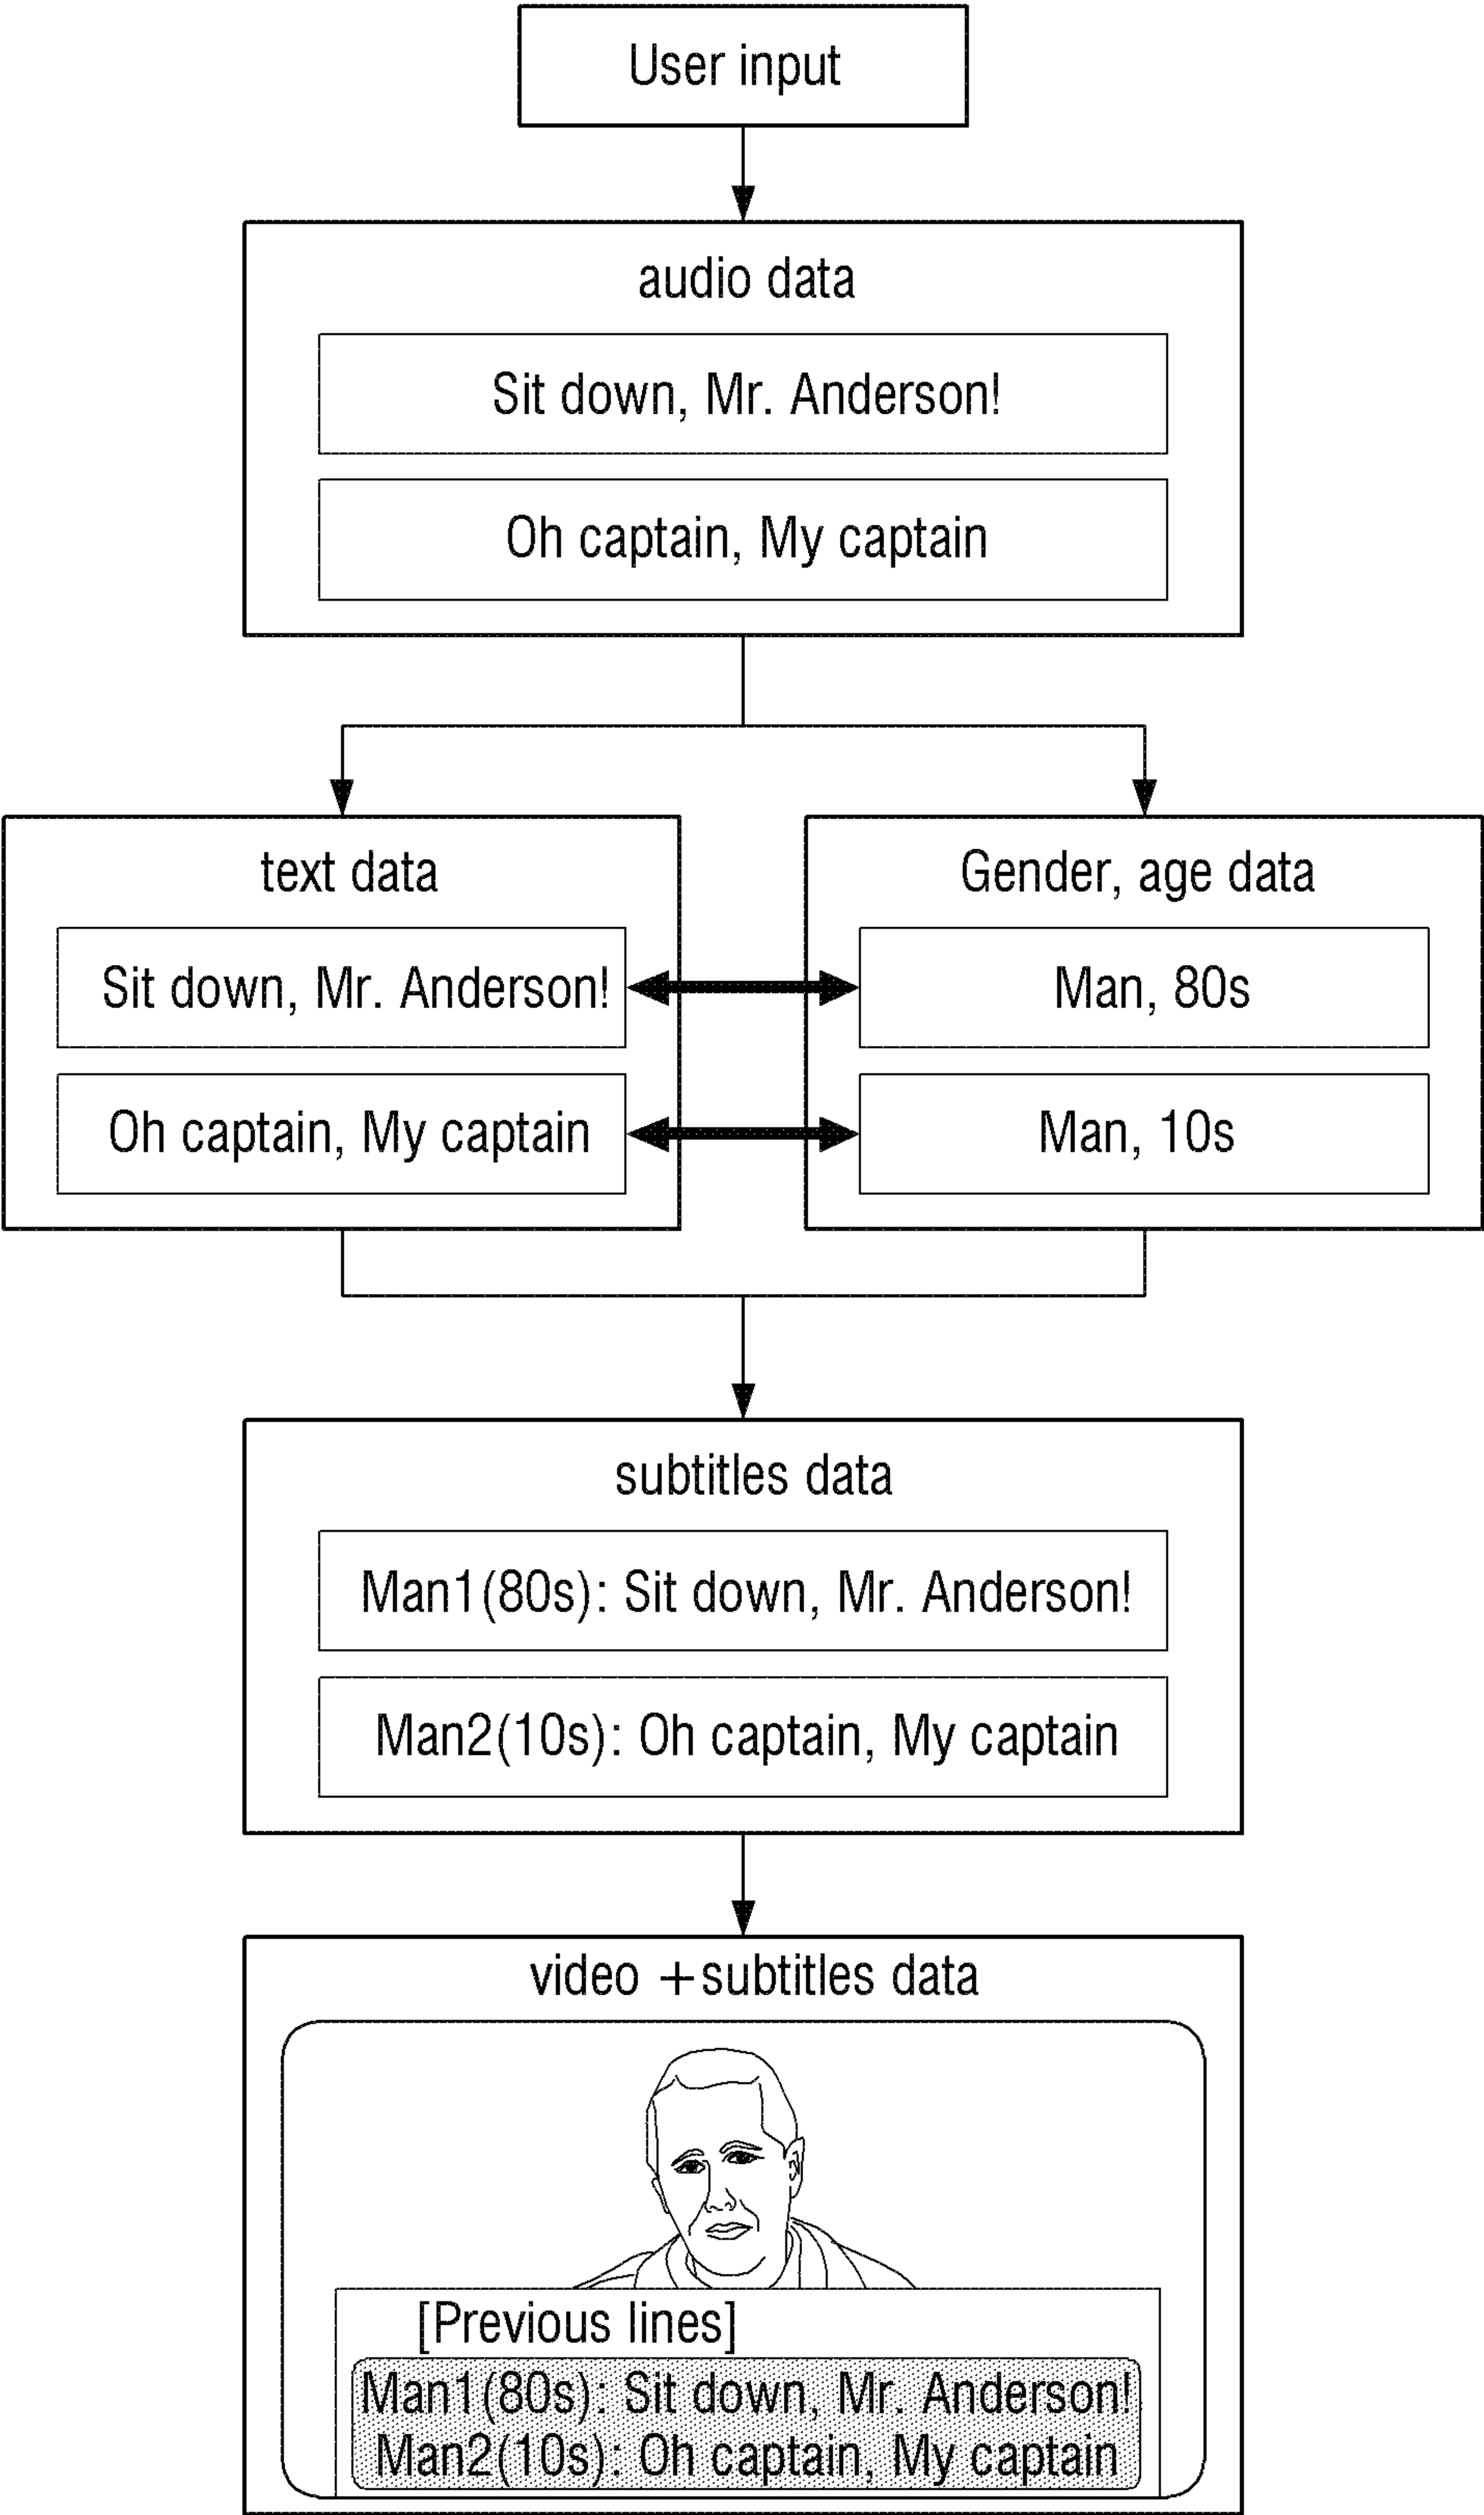 User input
audio data
Sit down, Mr. Anderson!
Oh captain, My captain
text data
Sit down, Mr. Anderson!
Oh captain, My captain
Gender, age data
Man, 80s
Man, 10s
subtitles data
Man1(80s): Sit down, Mr. Anderson!
Man2(10s): Oh captain, My captain
video +subtitles data
[Previous lines]
Man1(80s): Sit down, Mr. Anderson!
Man2(10s): Oh captain, My captain